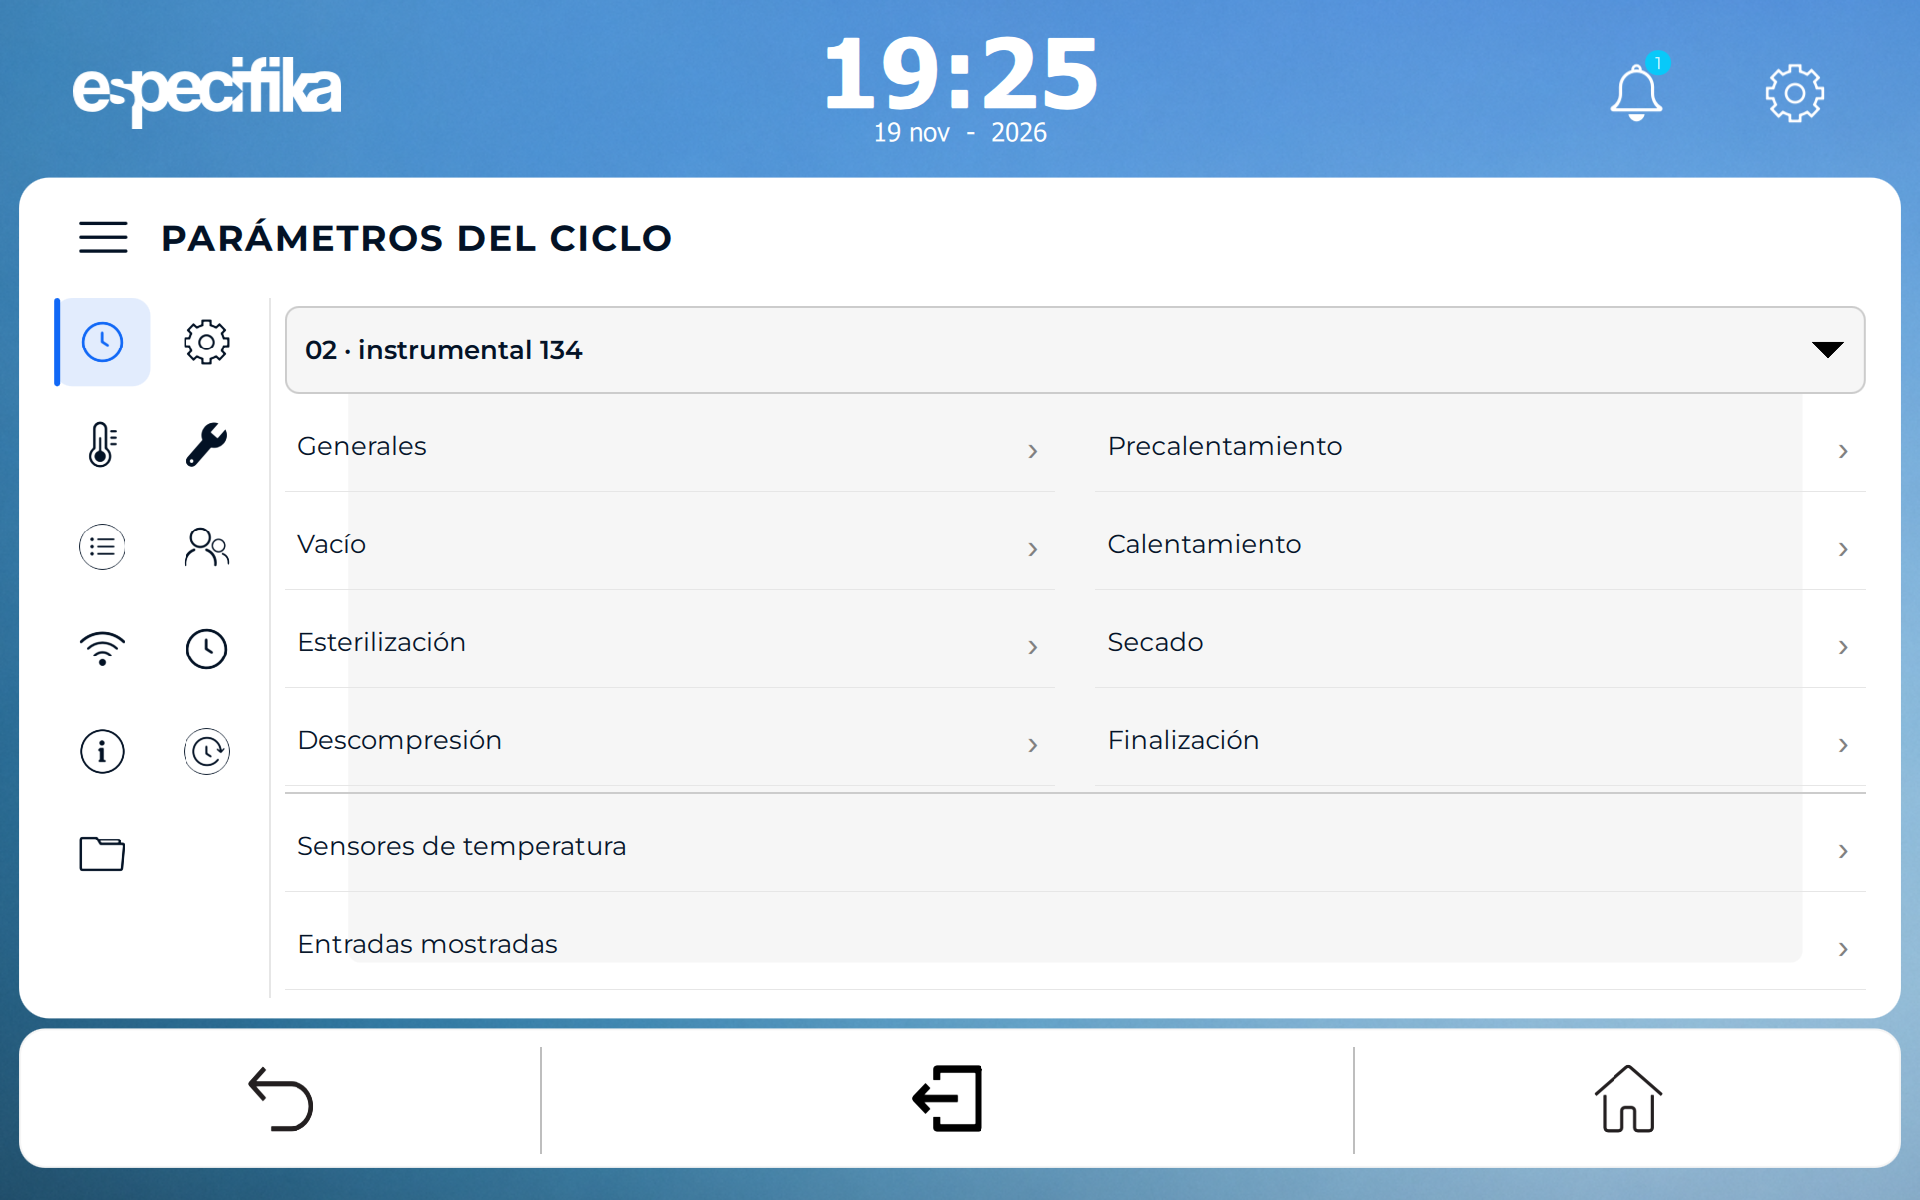 especifika
19:25
19 nov - 2026
1
PARÁMETROS DEL CICLO
02 · instrumental 134
Generales
Precalentamiento
Vacío
Calentamiento
Esterilización
Secado
Descompresión
Finalización
Sensores de temperatura
Entradas mostradas